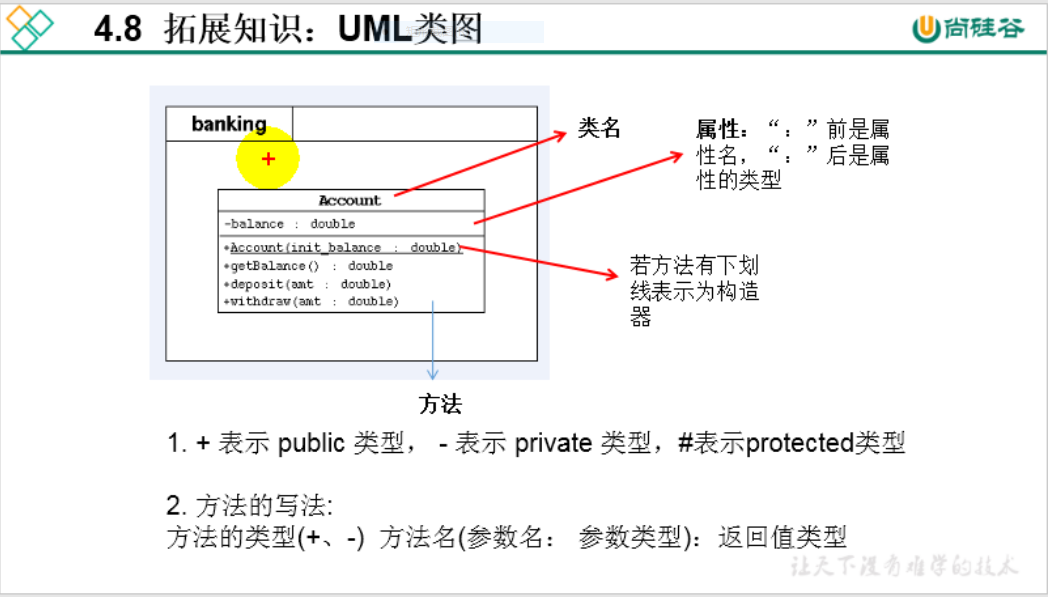 4.8 拓展知识：UML类图
尚硅谷
banking
类名
属性：“：”前是属
性名，“：”后是属
性的类型
Account
-balance : double
+Account(init_balance : double)
+getBalance() : double
+deposit(amt : double)
+withdraw(amt : double)
若方法有下划
线表示为构造
器
方法
1. + 表示 public 类型， - 表示 private 类型，#表示protected类型
2. 方法的写法:
方法的类型(+、-) 方法名(参数名： 参数类型)：返回值类型
让天下没有难学的技术